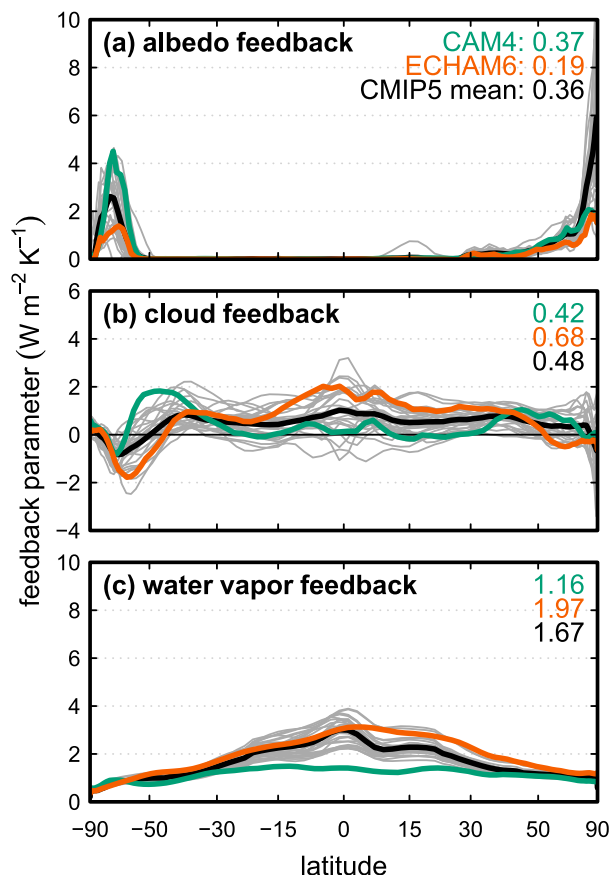 (a) albedo feedback
CAM4: 0.37
ECHAM6: 0.19
CMIP5 mean: 0.36
10
8
6
4
2
0
(b) cloud feedback
0.42
0.68
0.48
6
4
2
0
−2
−4
feedback parameter (W m−2 K−1)
(c) water vapor feedback
1.16
1.97
1.67
10
8
6
4
2
0
−90 −50 −30 −15 0 15 30 50 90
latitude